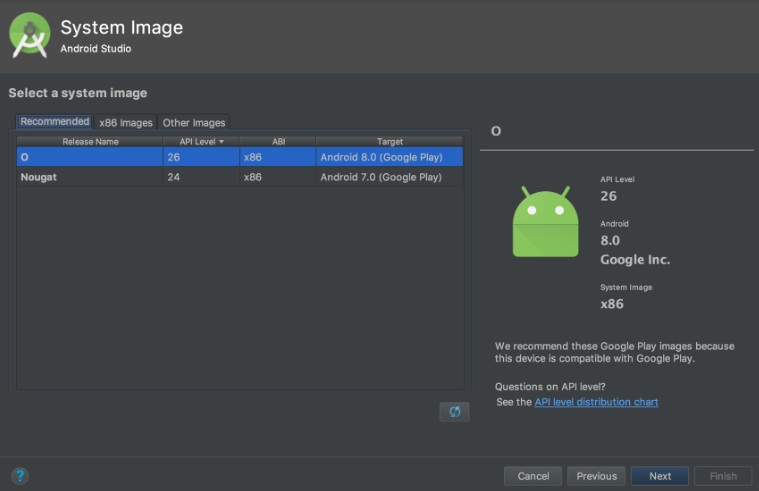 System Image
Android Studio
Select a system image
Recommended x86 Images Other Images
Release Name API Level ▼ ABI Target
O 26 x86 Android 8.0 (Google Play)
Nougat 24 x86 Android 7.0 (Google Play)
O
API Level
26
Android
8.0
Google Inc.
System Image
x86
We recommend these Google Play images because
this device is compatible with Google Play.
Questions on API level?
See the API level distribution chart
? Cancel Previous Next Finish